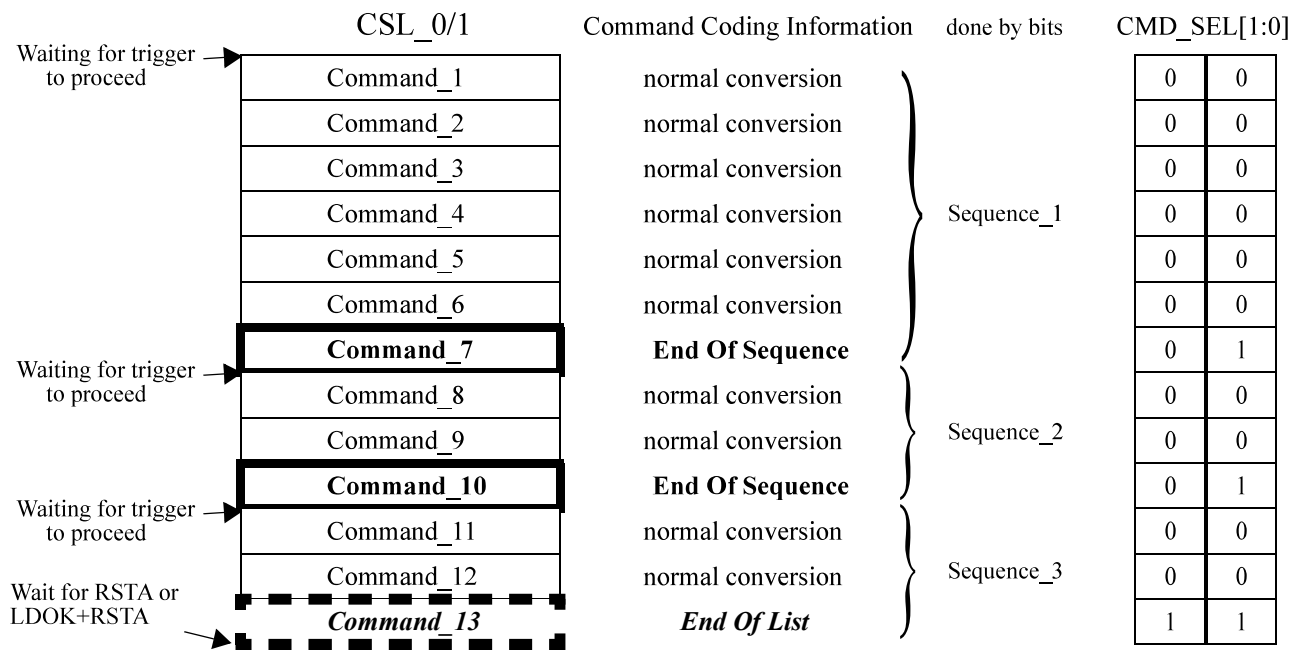 CSL_0/1 Command Coding Information done by bits CMD_SEL[1:0]
Waiting for trigger
to proceed
Command_1 normal conversion 0 0
Command_2 normal conversion 0 0
Command_3 normal conversion 0 0
Command_4 normal conversion Sequence_1 0 0
Command_5 normal conversion 0 0
Command_6 normal conversion 0 0
Command_7 End Of Sequence 0 1
Waiting for trigger
to proceed
Command_8 normal conversion 0 0
Command_9 normal conversion Sequence_2 0 0
Command_10 End Of Sequence 0 1
Waiting for trigger
to proceed
Command_11 normal conversion 0 0
Command_12 normal conversion Sequence_3 0 0
Wait for RSTA or
LDOK+RSTA
Command_13 End Of List 1 1